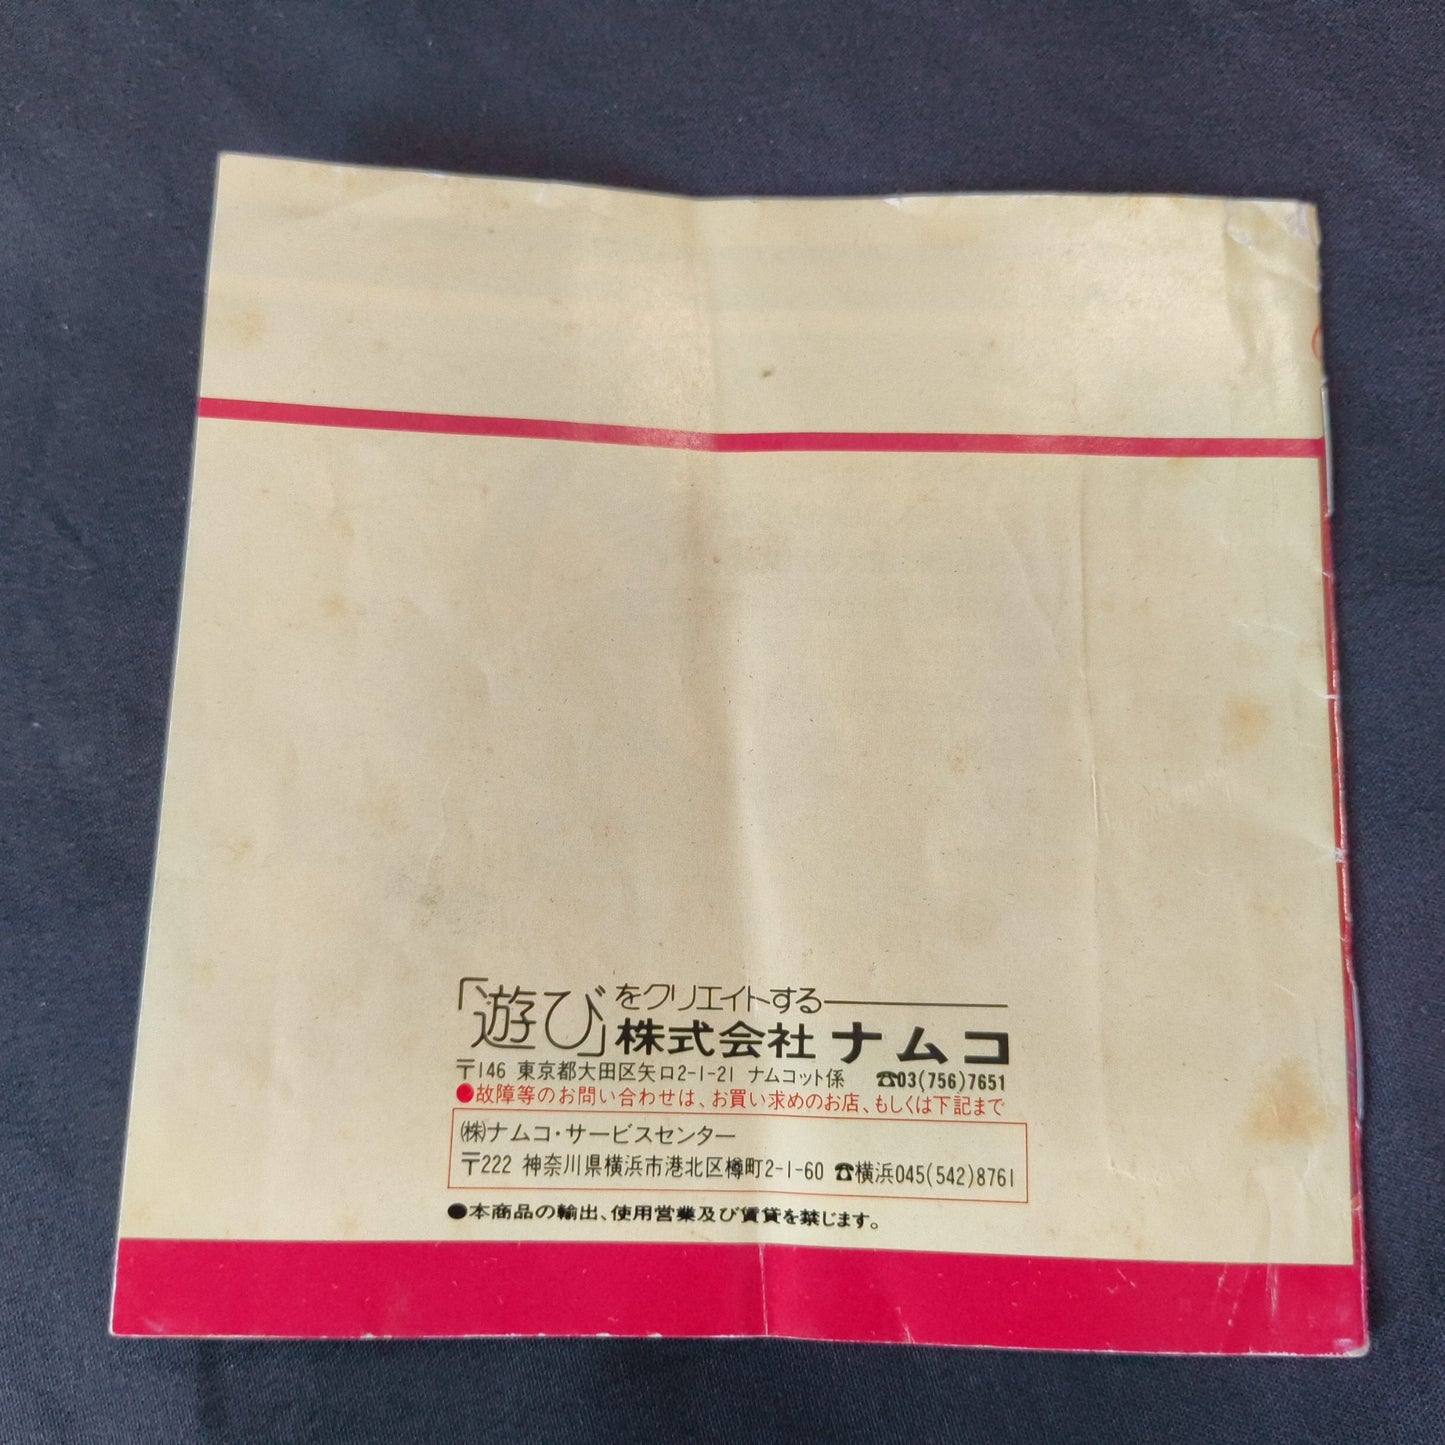 「遊び」をクリエイトする
株式会社 ナムコ
〒146 東京都大田区矢口2-1-21 ナムコット係 ☎03(756)7651
●故障等のお問い合わせは、お買い求めのお店、もしくは下記まで
㈱ナムコ・サービスセンター
〒222 神奈川県横浜市港北区樽町2-1-60 ☎横浜045(542)8761
●本商品の輸出、使用営業及び賃貸を禁じます。